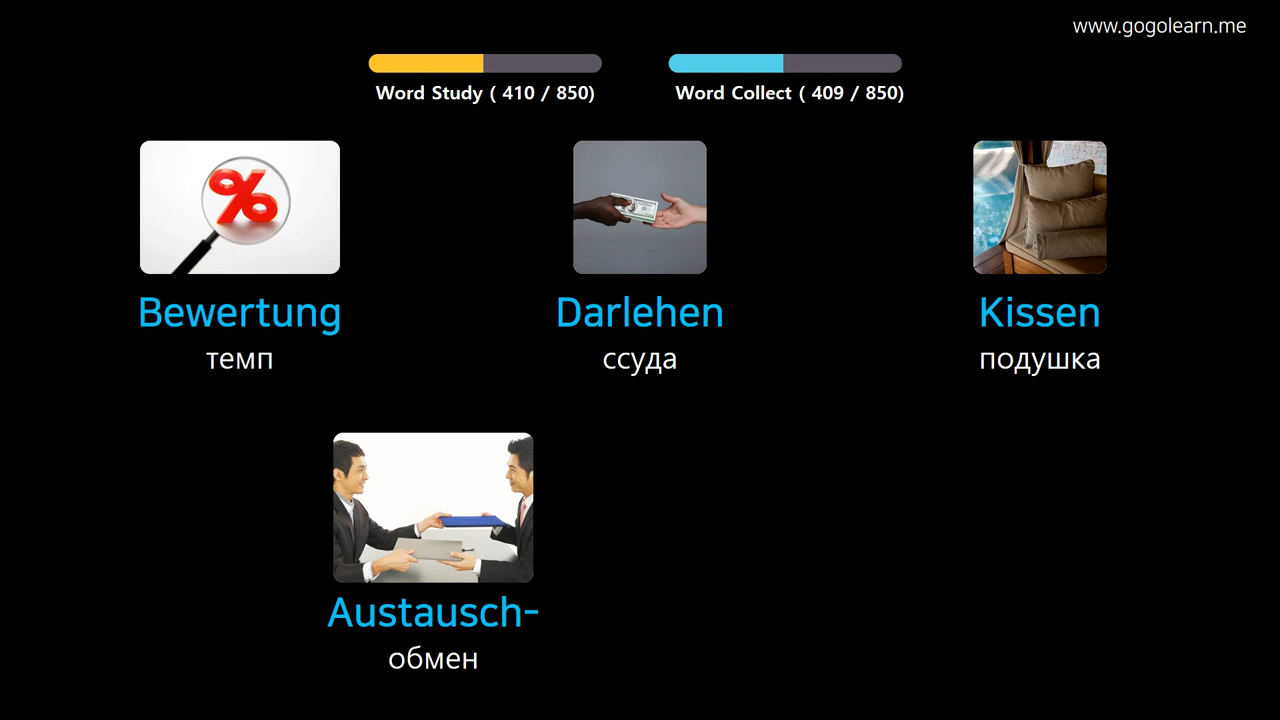 www.gogolearn.me
Word Study ( 410 / 850)
Word Collect ( 409 / 850)
Bewertung
темп
Darlehen
ссуда
Kissen
подушка
Austausch-
обмен